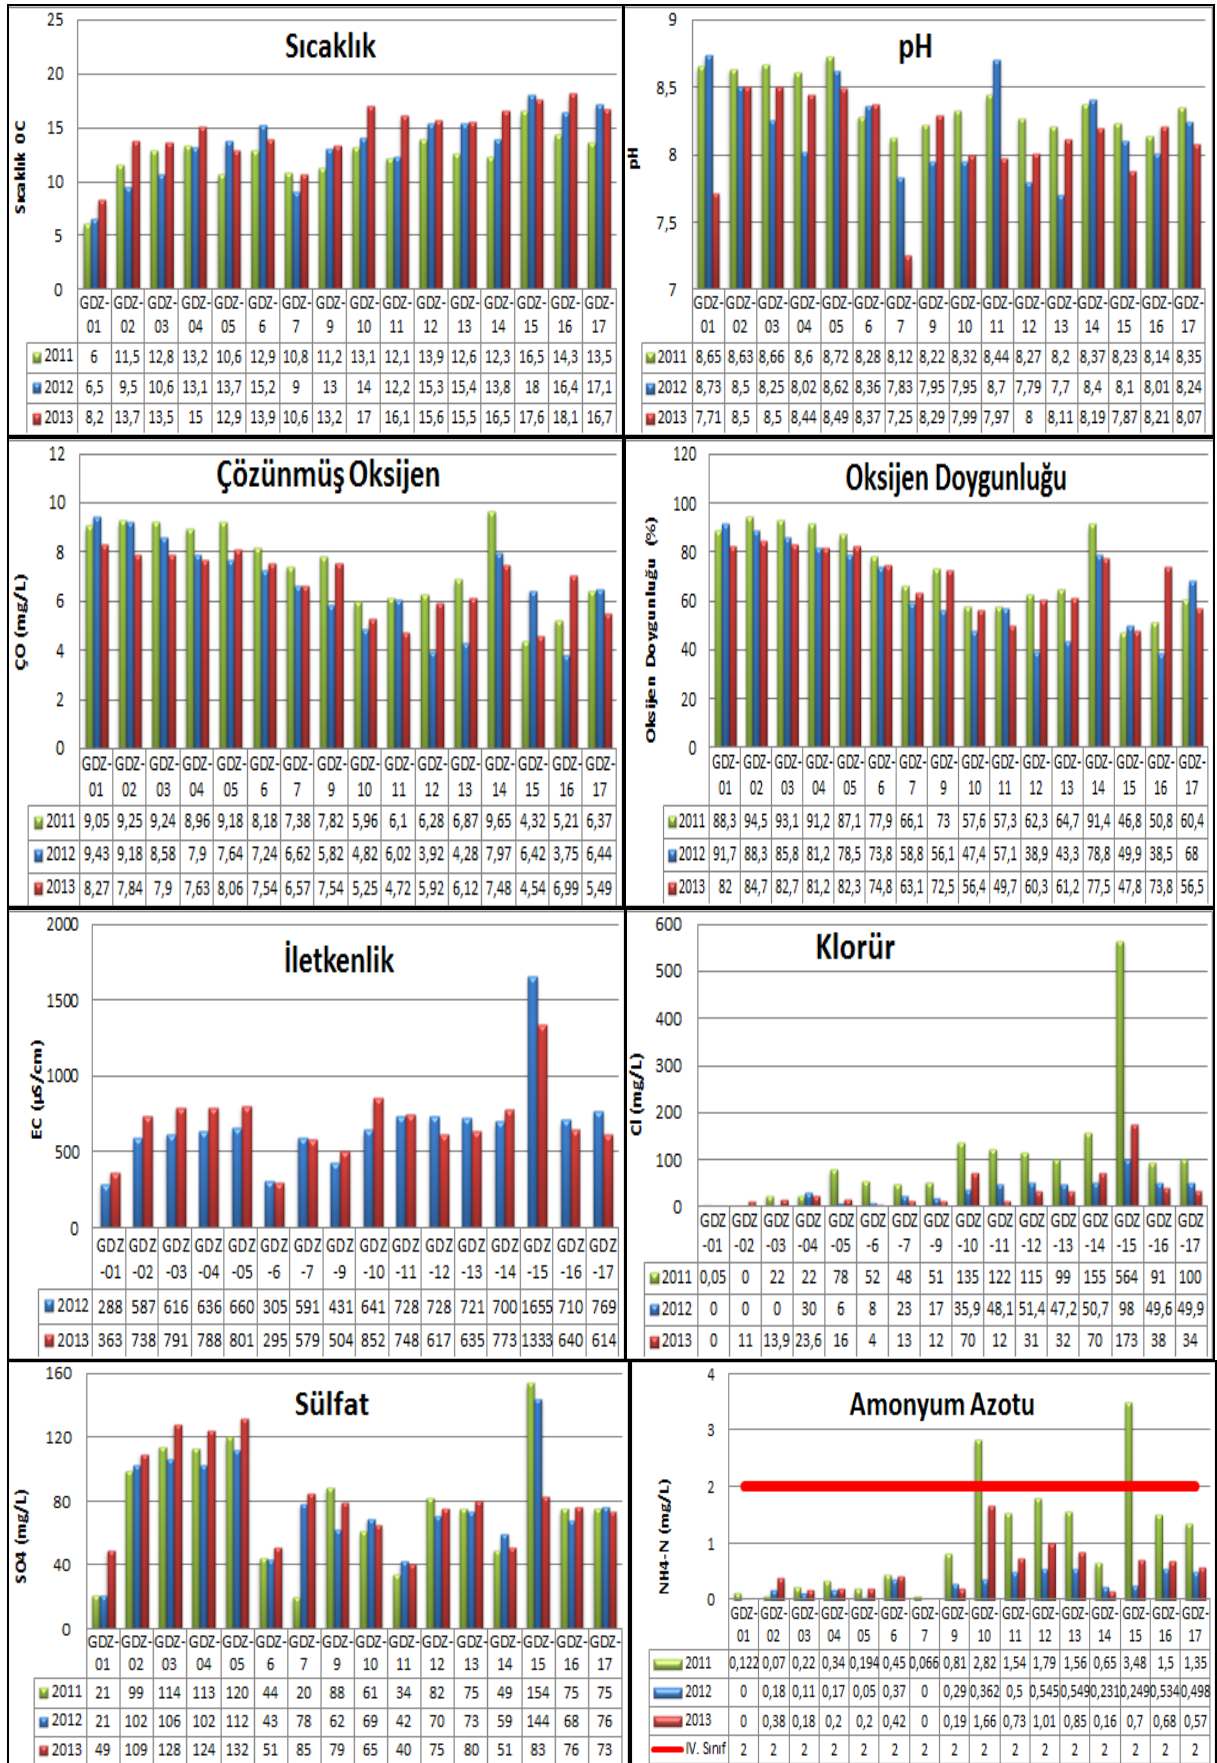 Sıcaklık
Sıcaklık OC
25
20
15
10
5
0
GDZ-01 GDZ-02 GDZ-03 GDZ-04 GDZ-05 GDZ-6 GDZ-7 GDZ-9 GDZ-10 GDZ-11 GDZ-12 GDZ-13 GDZ-14 GDZ-15 GDZ-16 GDZ-17
2011 6 11,5 12,8 13,2 10,6 12,9 10,8 11,2 13,1 12,1 13,9 12,6 12,3 16,5 14,3 13,5
2012 6,5 9,5 10,6 13,1 13,7 15,2 9 13 14 12,2 15,3 15,4 13,8 18 16,4 17,1
2013 8,2 13,7 13,5 15 12,9 13,9 10,6 13,2 17 16,1 15,6 15,5 16,5 17,6 18,1 16,7
pH
pH
9
8,5
8
7,5
7
GDZ-01 GDZ-02 GDZ-03 GDZ-04 GDZ-05 GDZ-6 GDZ-7 GDZ-9 GDZ-10 GDZ-11 GDZ-12 GDZ-13 GDZ-14 GDZ-15 GDZ-16 GDZ-17
2011 8,65 8,63 8,66 8,6 8,72 8,28 8,12 8,22 8,32 8,44 8,27 8,2 8,37 8,23 8,14 8,35
2012 8,73 8,5 8,25 8,02 8,62 8,36 7,83 7,95 7,95 8,7 7,79 7,7 8,4 8,1 8,01 8,24
2013 7,71 8,5 8,5 8,44 8,49 8,37 7,25 8,29 7,99 7,97 8 8,11 8,19 7,87 8,21 8,07
Çözünmüş Oksijen
ÇO (mg/L)
12
10
8
6
4
2
0
GDZ-01 GDZ-02 GDZ-03 GDZ-04 GDZ-05 GDZ-6 GDZ-7 GDZ-9 GDZ-10 GDZ-11 GDZ-12 GDZ-13 GDZ-14 GDZ-15 GDZ-16 GDZ-17
2011 9,05 9,25 9,24 8,96 9,18 8,18 7,38 7,82 5,96 6,1 6,28 6,87 9,65 4,32 5,21 6,37
2012 9,43 9,18 8,58 7,9 7,64 7,24 6,62 5,82 4,82 6,02 3,92 4,28 7,97 6,42 3,75 6,44
2013 8,27 7,84 7,9 7,63 8,06 7,54 6,57 7,54 5,25 4,72 5,92 6,12 7,48 4,54 6,99 5,49
Oksijen Doygunluğu
Oksijen Doygunluğu (%)
120
100
80
60
40
20
0
GDZ-01 GDZ-02 GDZ-03 GDZ-04 GDZ-05 GDZ-6 GDZ-7 GDZ-9 GDZ-10 GDZ-11 GDZ-12 GDZ-13 GDZ-14 GDZ-15 GDZ-16 GDZ-17
2011 88,3 94,5 93,1 91,2 87,1 77,9 66,1 73 57,6 57,3 62,3 64,7 91,4 46,8 50,8 60,4
2012 91,7 88,3 85,8 81,2 78,5 73,8 58,8 56,1 47,4 57,1 38,9 43,3 78,8 49,9 38,5 68
2013 82 84,7 82,7 81,2 82,3 74,8 63,1 72,5 56,4 49,7 60,3 61,2 77,5 47,8 73,8 56,5
İletkenlik
EC (µS/cm)
2000
1500
1000
500
0
GDZ-01 GDZ-02 GDZ-03 GDZ-04 GDZ-05 GDZ-6 GDZ-7 GDZ-9 GDZ-10 GDZ-11 GDZ-12 GDZ-13 GDZ-14 GDZ-15 GDZ-16 GDZ-17
2012 288 587 616 636 660 305 591 431 641 728 728 721 700 1655 710 769
2013 363 738 791 788 801 295 579 504 852 748 617 635 773 1333 640 614
Klorür
Cl (mg/L)
600
500
400
300
200
100
0
GDZ-01 GDZ-02 GDZ-03 GDZ-04 GDZ-05 GDZ-6 GDZ-7 GDZ-9 GDZ-10 GDZ-11 GDZ-12 GDZ-13 GDZ-14 GDZ-15 GDZ-16 GDZ-17
2011 0,05 0 22 22 78 52 48 51 135 122 115 99 155 564 91 100
2012 0 0 0 30 6 8 23 17 35,9 48,1 51,4 47,2 50,7 98 49,6 49,9
2013 0 11 13,9 23,6 16 4 13 12 70 12 31 32 70 173 38 34
Sülfat
SO4 (mg/L)
160
120
80
40
0
GDZ-01 GDZ-02 GDZ-03 GDZ-04 GDZ-05 GDZ-6 GDZ-7 GDZ-9 GDZ-10 GDZ-11 GDZ-12 GDZ-13 GDZ-14 GDZ-15 GDZ-16 GDZ-17
2011 21 99 114 113 120 44 20 88 61 34 82 75 49 154 75 75
2012 21 102 106 102 112 43 78 62 69 42 70 73 59 144 68 76
2013 49 109 128 124 132 51 85 79 65 40 75 80 51 83 76 73
Amonyum Azotu
NH4-N (mg/L)
4
3
2
1
0
GDZ-01 GDZ-02 GDZ-03 GDZ-04 GDZ-05 GDZ-6 GDZ-7 GDZ-9 GDZ-10 GDZ-11 GDZ-12 GDZ-13 GDZ-14 GDZ-15 GDZ-16 GDZ-17
2011 0,122 0,07 0,22 0,34 0,194 0,45 0,066 0,81 2,82 1,54 1,79 1,56 0,65 3,48 1,5 1,35
2012 0 0,18 0,11 0,17 0,05 0,37 0 0,29 0,362 0,5 0,545 0,549 0,231 0,249 0,534 0,498
2013 0 0,38 0,18 0,2 0,2 0,42 0 0,19 1,66 0,73 1,01 0,85 0,16 0,7 0,68 0,57
IV. Sınıf 2 2 2 2 2 2 2 2 2 2 2 2 2 2 2 2